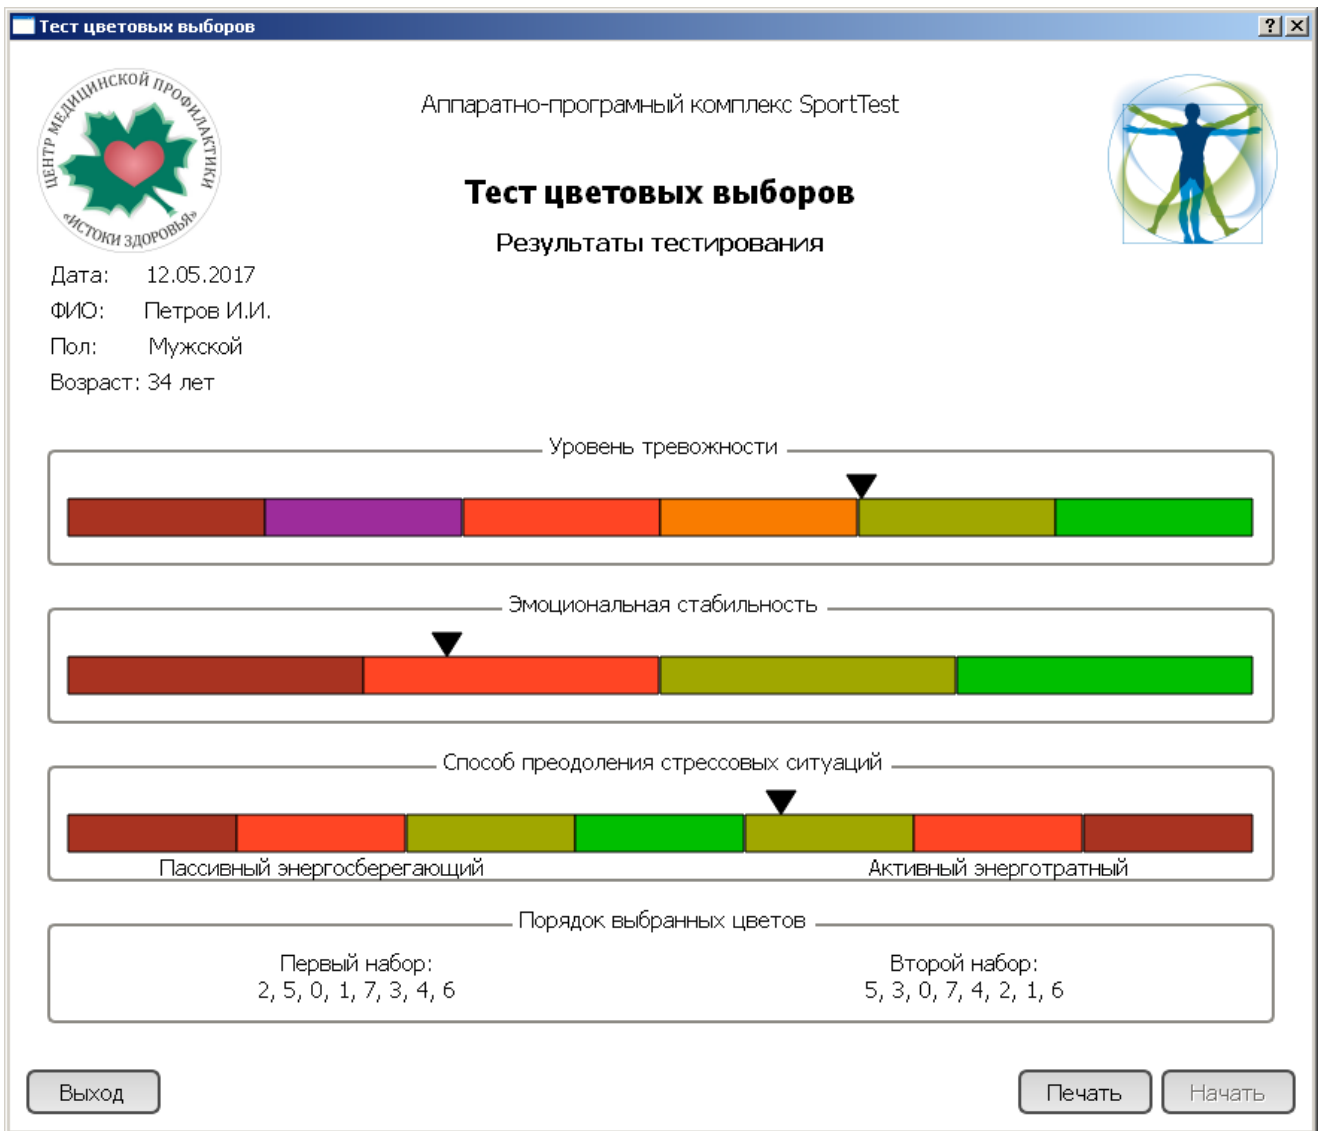 Тест цветовых выборов
ЦЕНТР МЕДИЦИНСКОЙ ПРОФИЛАКТИКИ
«ИСТОКИ ЗДОРОВЬЯ»
Аппаратно-програмный комплекс SportTest
Тест цветовых выборов
Результаты тестирования
Дата: 12.05.2017
ФИО: Петров И.И.
Пол: Мужской
Возраст: 34 лет
Уровень тревожности
Эмоциональная стабильность
Способ преодоления стрессовых ситуаций
Пассивный энергосберегающий Активный энерготратный
Порядок выбранных цветов
Первый набор: Второй набор:
2, 5, 0, 1, 7, 3, 4, 6 5, 3, 0, 7, 4, 2, 1, 6
Выход Печать Начать